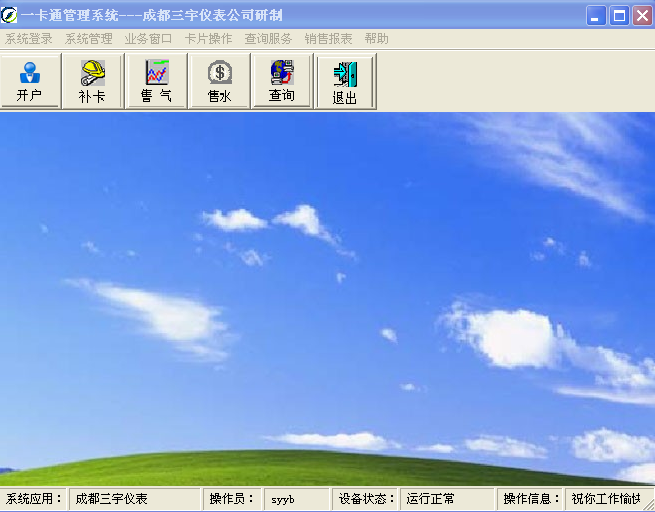 一卡通管理系统---成都三宇仪表公司研制
系统登录 系统管理 业务窗口 卡片操作 查询服务 销售报表 帮助
开户 补卡 售 气 售水 查询 退出
系统应用： 成都三宇仪表 操作员： syyb 设备状态： 运行正常 操作信息： 祝你工作愉快